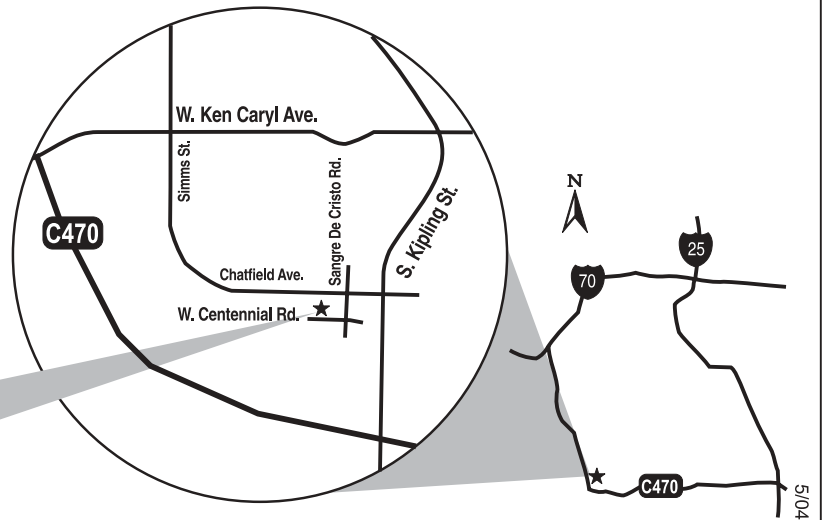 W. Ken Caryl Ave.
Simms St.
Sangre De Cristo Rd.
S. Kipling St.
C470
Chatfield Ave.
W. Centennial Rd.
N
25
70
C470
5/04